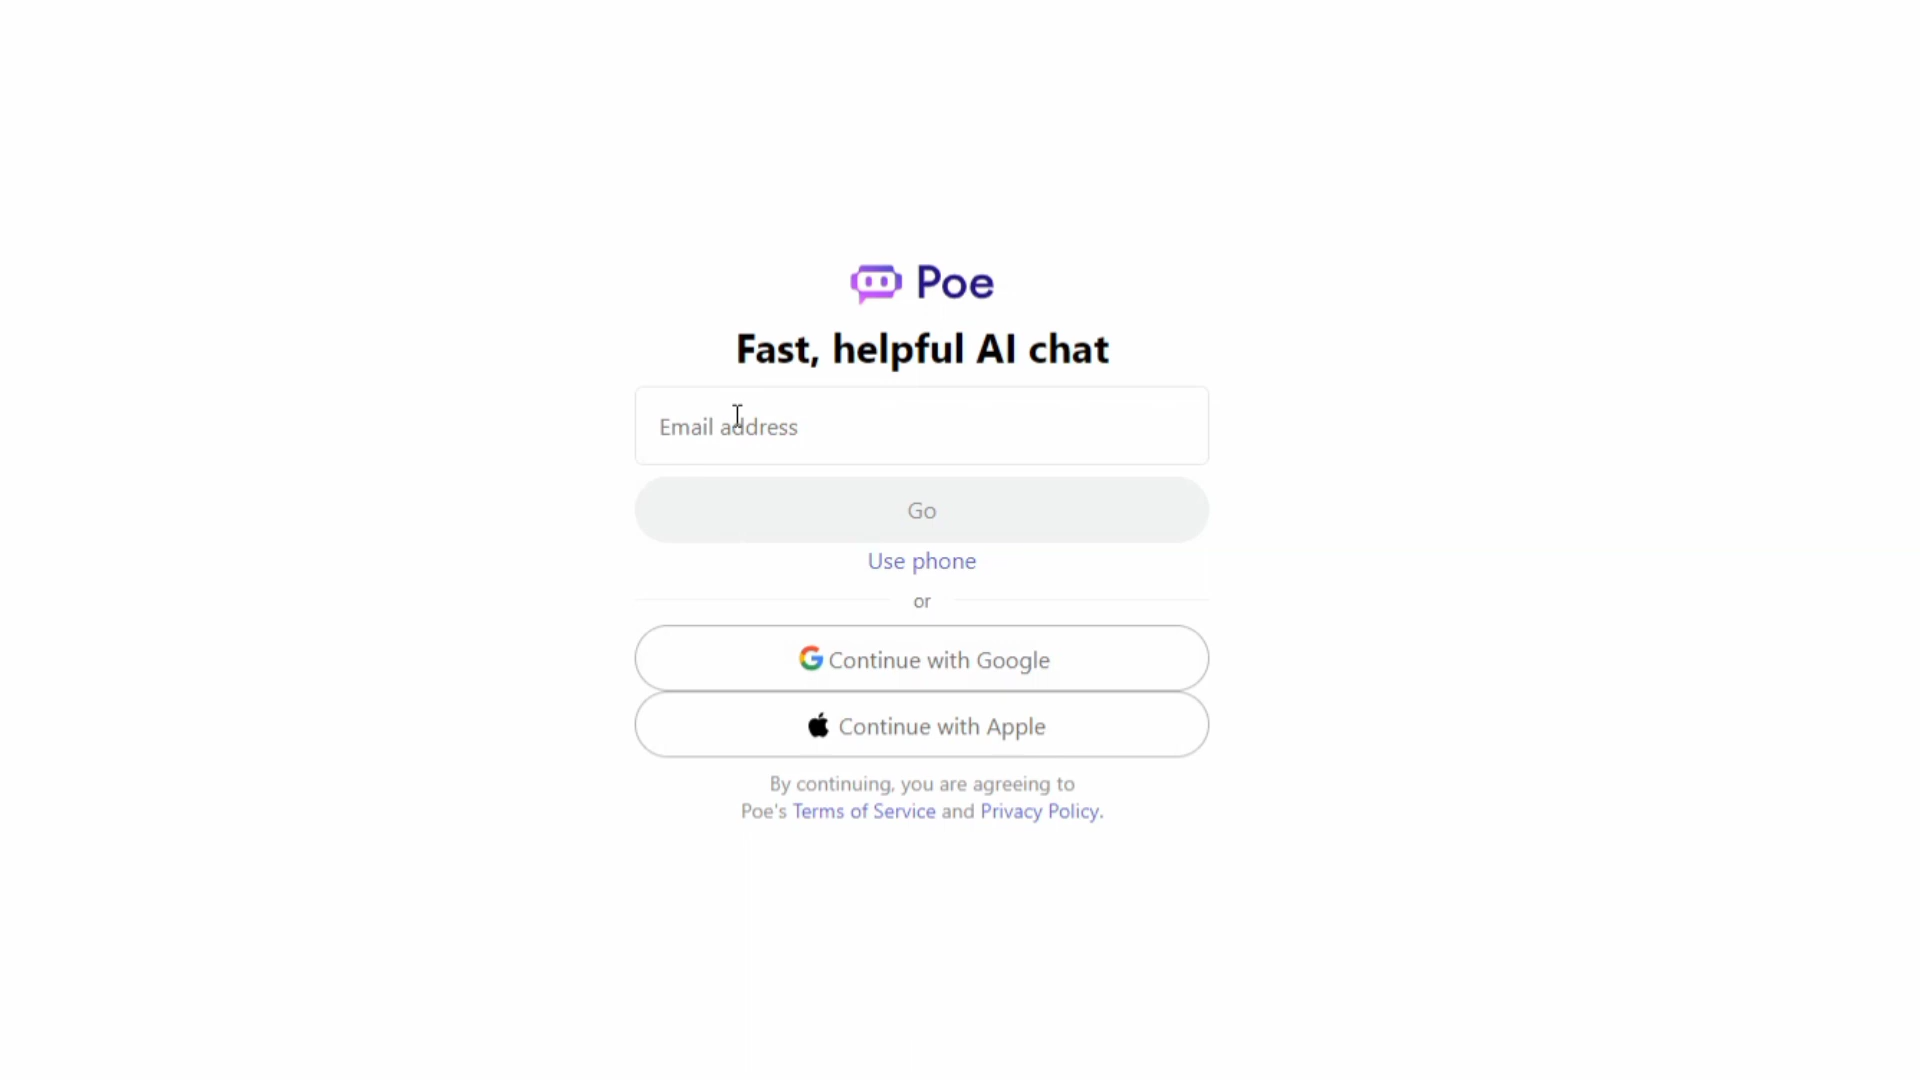 Poe
Fast, helpful AI chat
Email address
Go
Use phone
or
Continue with Google
Continue with Apple
By continuing, you are agreeing to
Poe's Terms of Service and Privacy Policy.